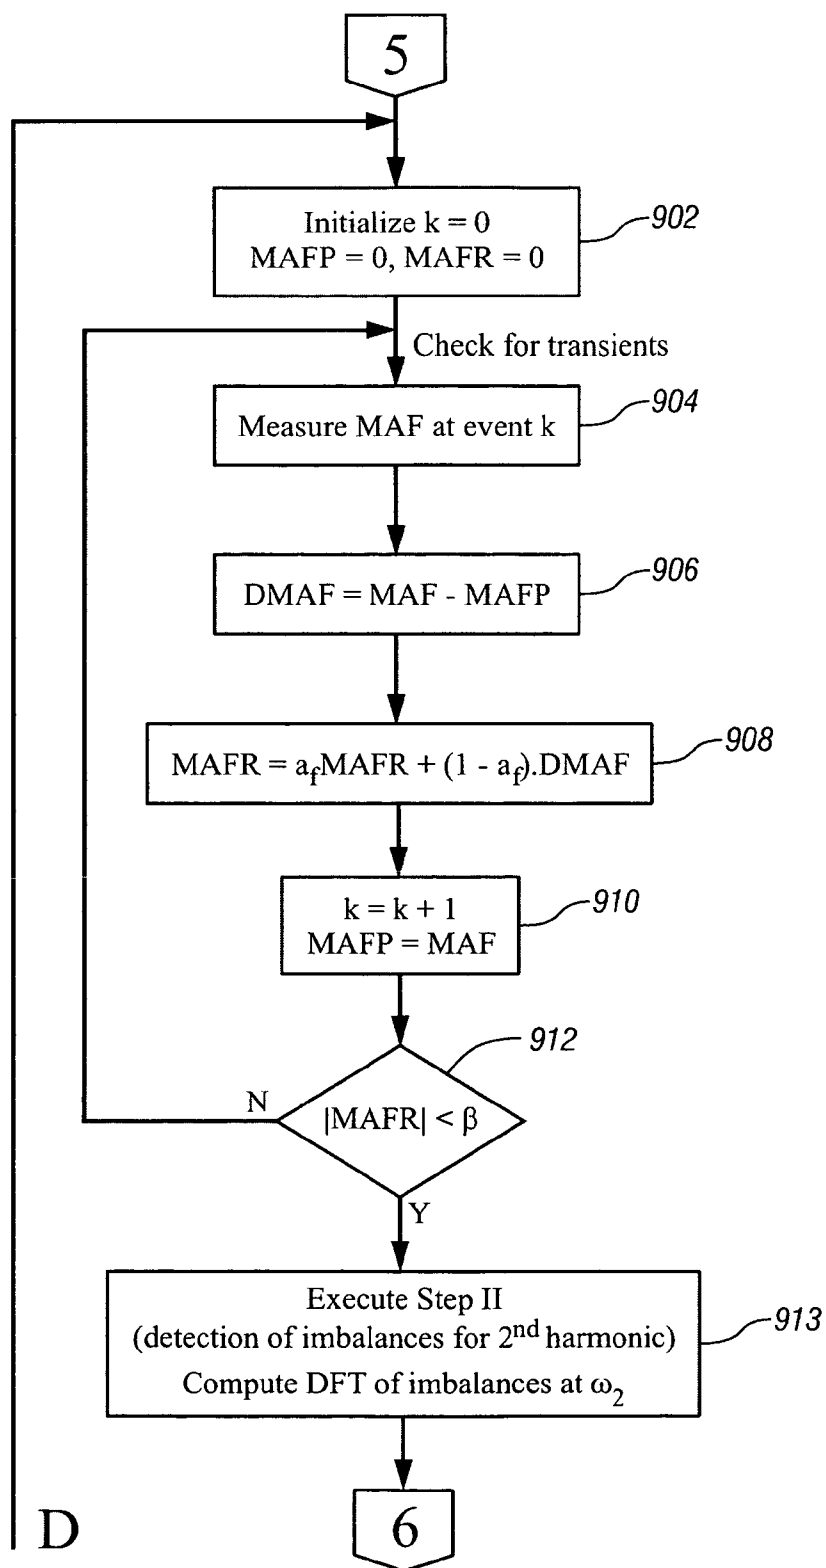 5
Initialize k = 0
MAFP = 0, MAFR = 0
902
Check for transients
Measure MAF at event k
904
DMAF = MAF - MAFP
906
MAFR = afMAFR + (1 - af).DMAF
908
k = k + 1
MAFP = MAF
910
|MAFR| < β
912
N
Y
Execute Step II
(detection of imbalances for 2nd harmonic)
Compute DFT of imbalances at ω2
913
D
6